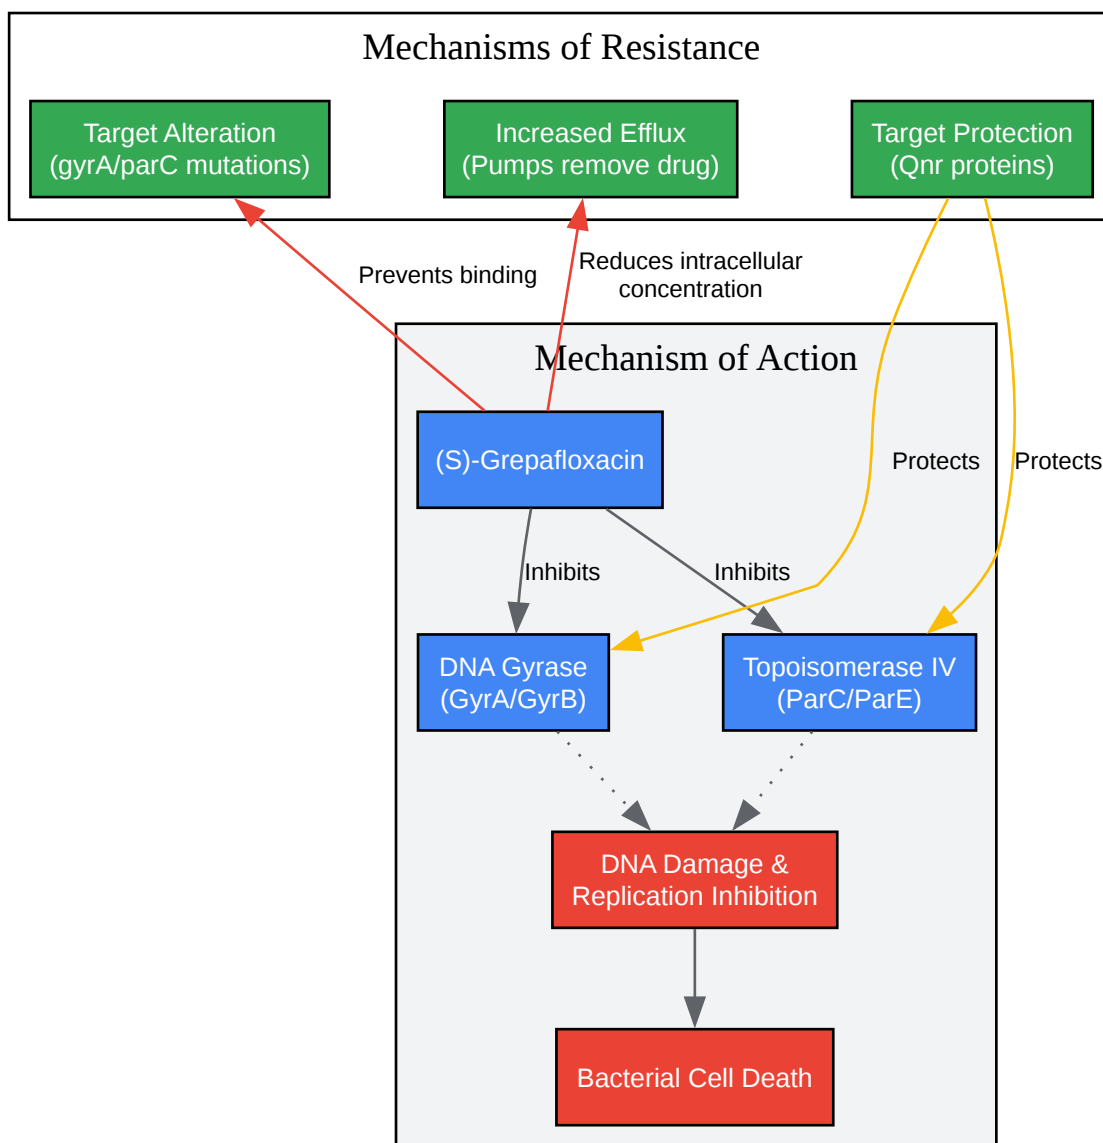 Mechanisms of Resistance
Target Alteration
(gyrA/parC mutations)
Increased Efflux
(Pumps remove drug)
Target Protection
(Qnr proteins)
Prevents binding
Reduces intracellular
concentration
Mechanism of Action
(S)-Grepafloxacin
Protects
Protects
Inhibits
Inhibits
DNA Gyrase
(GyrA/GyrB)
Topoisomerase IV
(ParC/ParE)
DNA Damage &
Replication Inhibition
Bacterial Cell Death